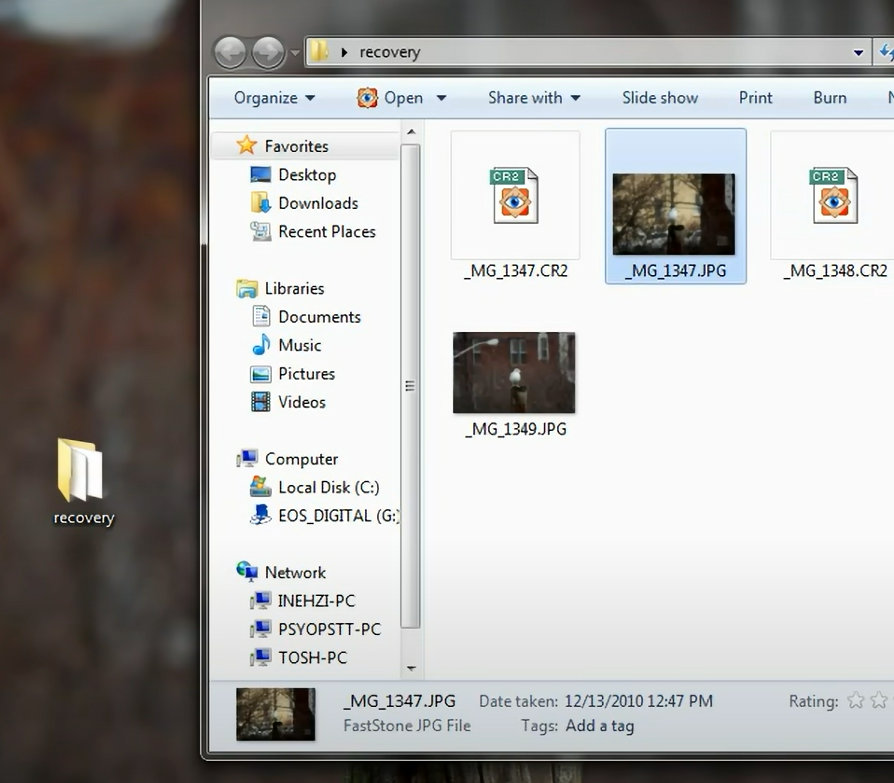 recovery
Organize Open Share with Slide show Print Burn
Favorites
Desktop
Downloads
Recent Places
Libraries
Documents
Music
Pictures
Videos
Computer
Local Disk (C:)
EOS_DIGITAL (G:)
Network
INEHZI-PC
PSYOPSTT-PC
TOSH-PC
CR2
_MG_1347.CR2
_MG_1347.JPG
CR2
_MG_1348.CR2
_MG_1349.JPG
recovery
_MG_1347.JPG Date taken: 12/13/2010 12:47 PM Rating:
FastStone JPG File Tags: Add a tag